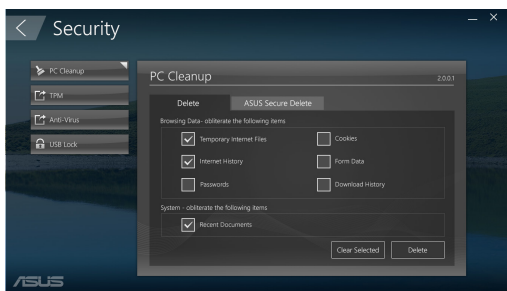 Security
PC Cleanup
TPM
Anti-Virus
USB Lock
PC Cleanup 2.0.0.1
Delete ASUS Secure Delete
Browsing Data- obliterate the following items
Temporary Internet Files Cookies
Internet History Form Data
Passwords Download History
System - obliterate the following items
Recent Documents
Clear Selected Delete
ASUS